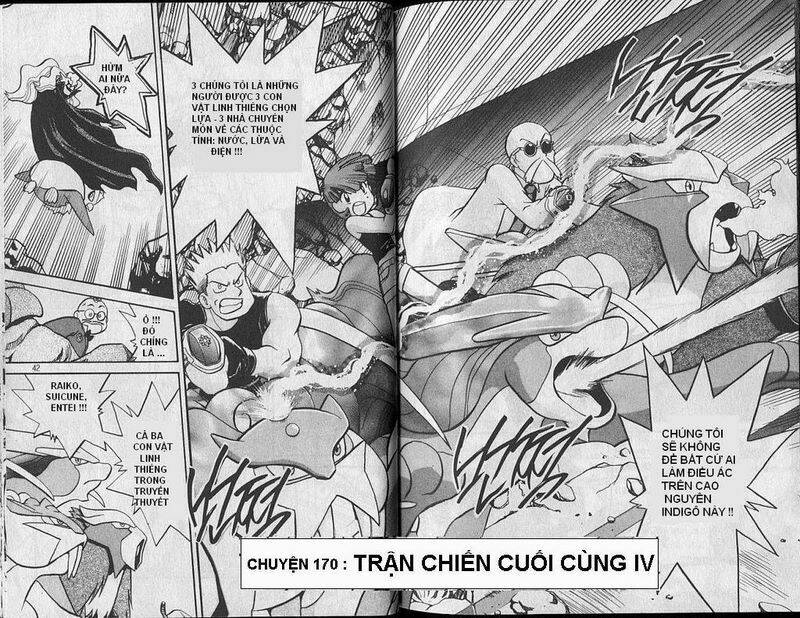 HỪM
AI NỮA
ĐÂY?
3 CHÚNG TÔI LÀ NHỮNG
NGƯỜI ĐƯỢC 3 CON
VẬT LINH THIÊNG CHỌN
LỰA - 3 NHÀ CHUYÊN
MÔN VỀ CÁC THUỘC
TÍNH: NƯỚC, LỬA VÀ
ĐIỆN !!!
Ồ !!!
ĐÓ
CHÍNG
LÀ ...
42
RAIKO,
SUICUNE,
ENTEI !!!
CẢ BA
CON VẬT
LINH
THIÊNG
TRONG
TRUYỀN
THUYẾT
CHÚNG TÔI
SẼ KHÔNG
ĐỂ BẤT CỨ AI
LÀM ĐIỀU ÁC
TRÊN CAO
NGUYÊN
INDIGÔ NÀY !!
CHUYỆN 170 : TRẬN CHIẾN CUỐI CÙNG IV